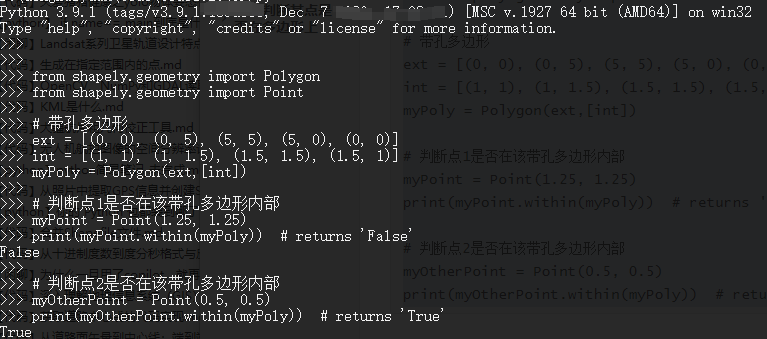 Python 3.9.1 (tags/v3.9.1 Dec 7 [MSC v.1927 64 bit (AMD64)] on win32
Type "help", "copyright", "credits" or "license" for more information.
>>>
>>>
>>> from shapely.geometry import Polygon
>>> from shapely.geometry import Point
>>>
>>> # 带孔多边形
>>> ext = [(0, 0), (0, 5), (5, 5), (5, 0), (0, 0)]
>>> int = [(1, 1), (1, 1.5), (1.5, 1.5), (1.5, 1)]
>>> myPoly = Polygon(ext,[int])
>>>
>>> # 判断点1是否在该带孔多边形内部
>>> myPoint = Point(1.25, 1.25)
>>> print(myPoint.within(myPoly))  # returns 'False'
False
>>>
>>> # 判断点2是否在该带孔多边形内部
>>> myOtherPoint = Point(0.5, 0.5)
>>> print(myOtherPoint.within(myPoly))  # returns 'True'
True
# 带孔多边形
ext = [(0, 0), (0, 5), (5, 5), (5, 0), (0,
int = [(1, 1), (1, 1.5), (1.5, 1.5), (1.5,
myPoly = Polygon(ext,[int])
# 判断点1是否在该带孔多边形内部
myPoint = Point(1.25, 1.25)
print(myPoint.within(myPoly))  # returns '
# 判断点2是否在该带孔多边形内部
myOtherPoint = Point(0.5, 0.5)
print(myOtherPoint.within(myPoly))  # re